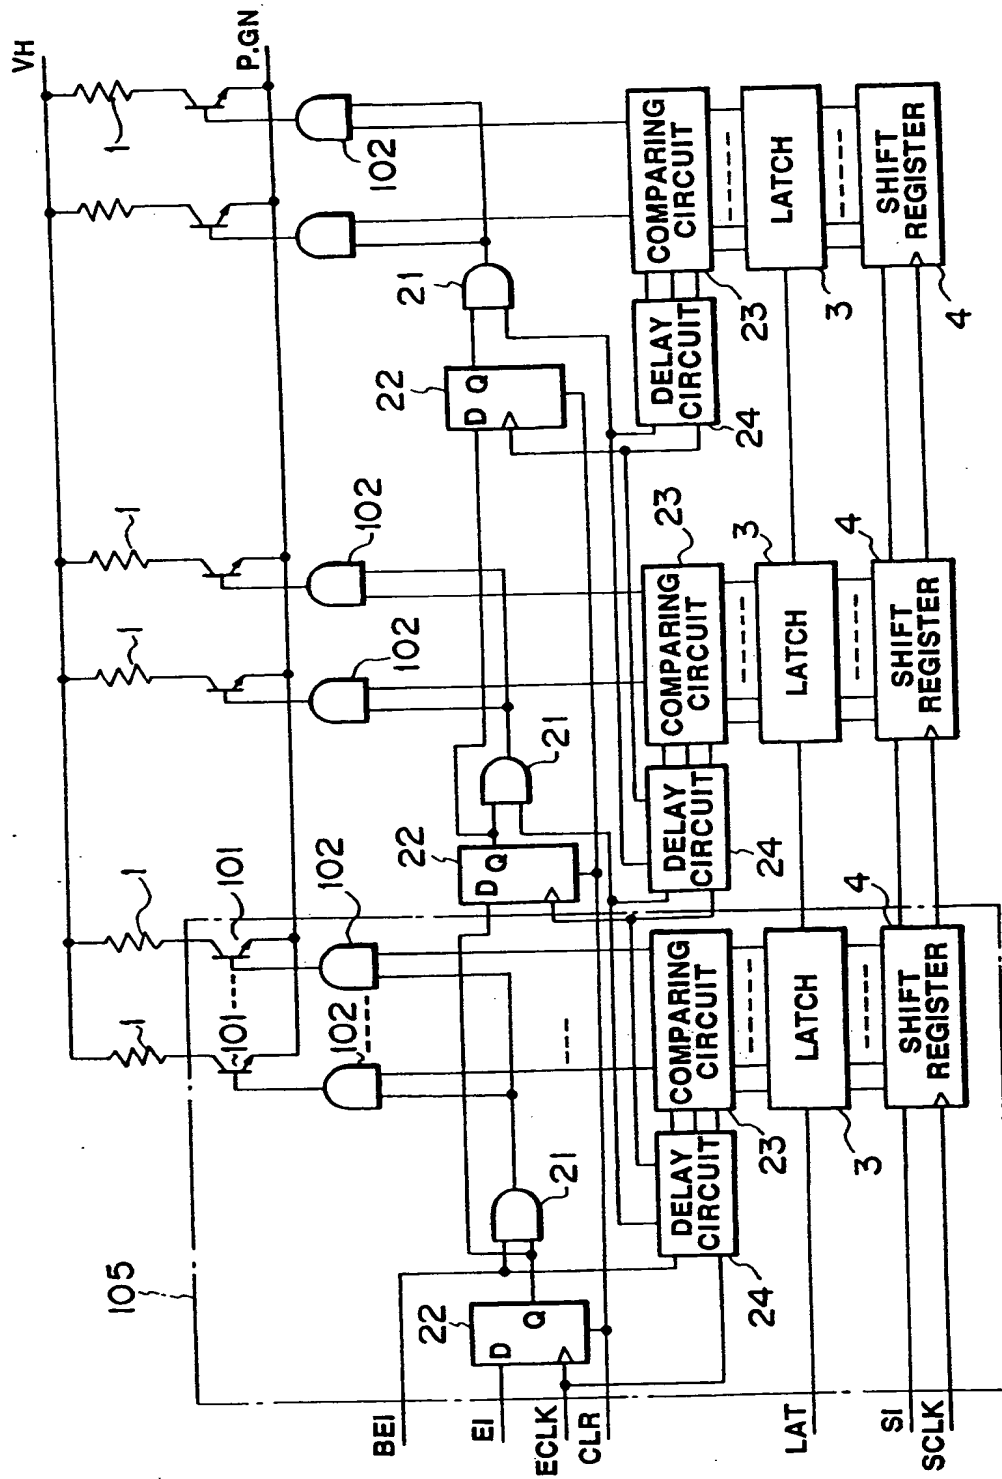 VH
P.GN
1
1
1
1
1
101
101
102
102
102
102
102
105
21
21
21
22
D Q
22
D Q
22
D Q
BEI
EI
ECLK
CLR
DELAY
CIRCUIT
24
COMPARING
CIRCUIT
23
DELAY
CIRCUIT
24
COMPARING
CIRCUIT
23
DELAY
CIRCUIT
24
COMPARING
CIRCUIT
23
LAT
LATCH
3
LATCH
3
LATCH
3
SI
SCLK
SHIFT
REGISTER
4
SHIFT
REGISTER
4
SHIFT
REGISTER
4